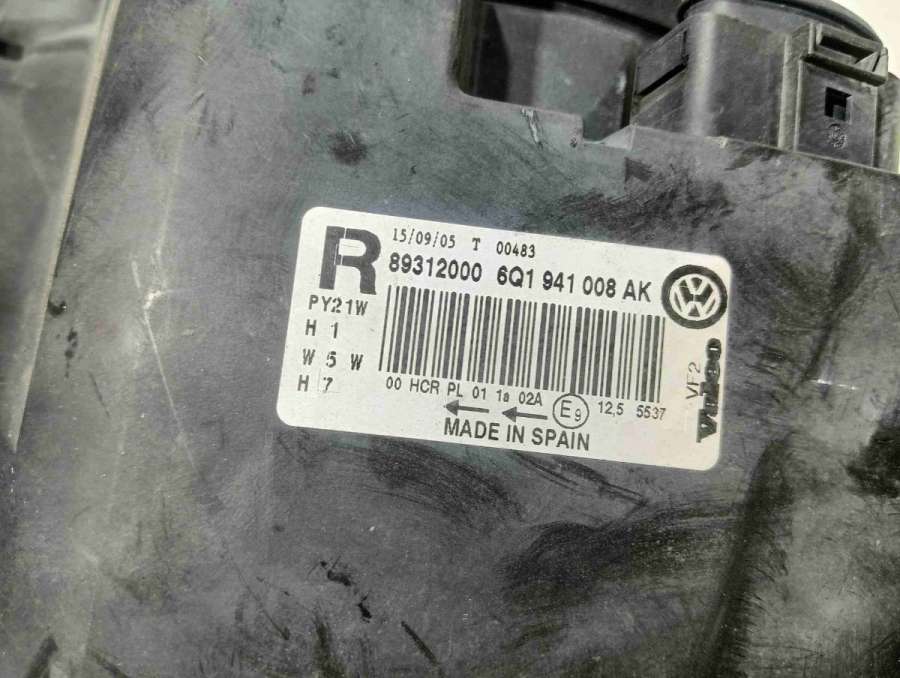 R
15/09/05 T 00483
89312000 6Q1 941 008 AK
PY21W
H 1
W 5 W
H 7
00 HCR PL 01 1a 02A
E9
12,5 5537
MADE IN SPAIN
VF2
Valeo